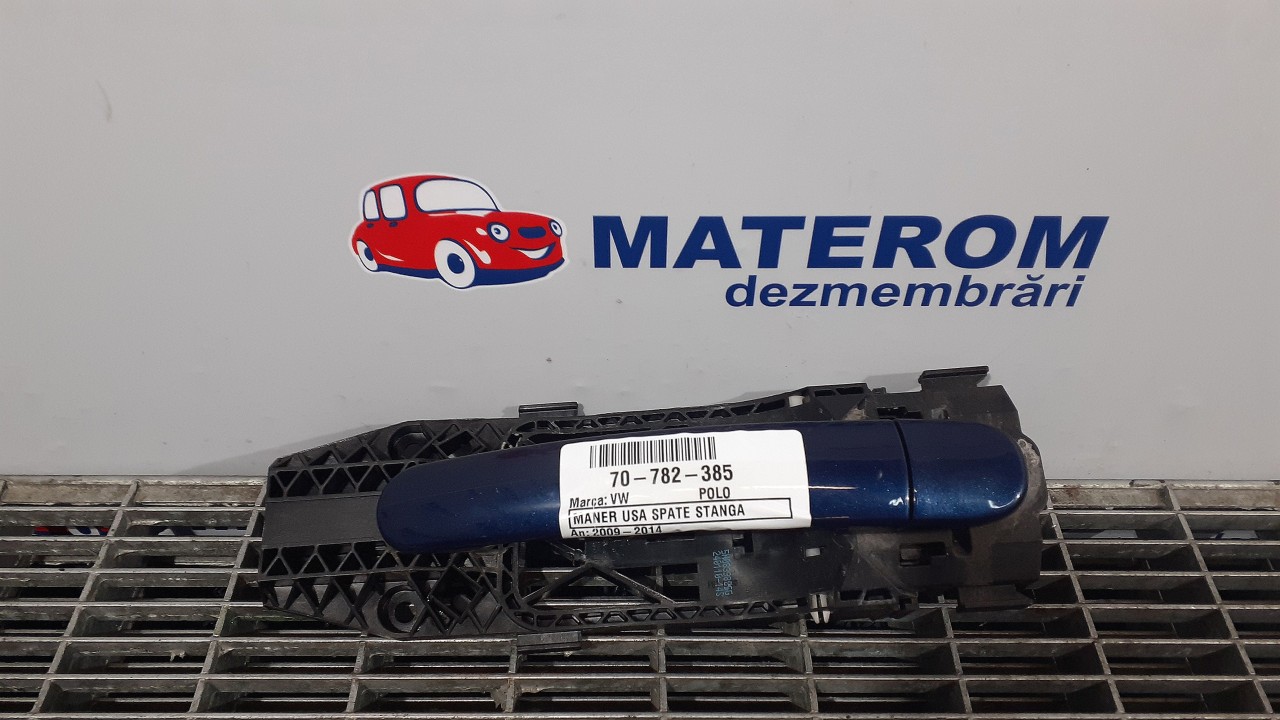 MATEROM
dezmembrări
70-782-385
Marca: VW POLO
MANER USA SPATE STANGA
An: 2009-2014